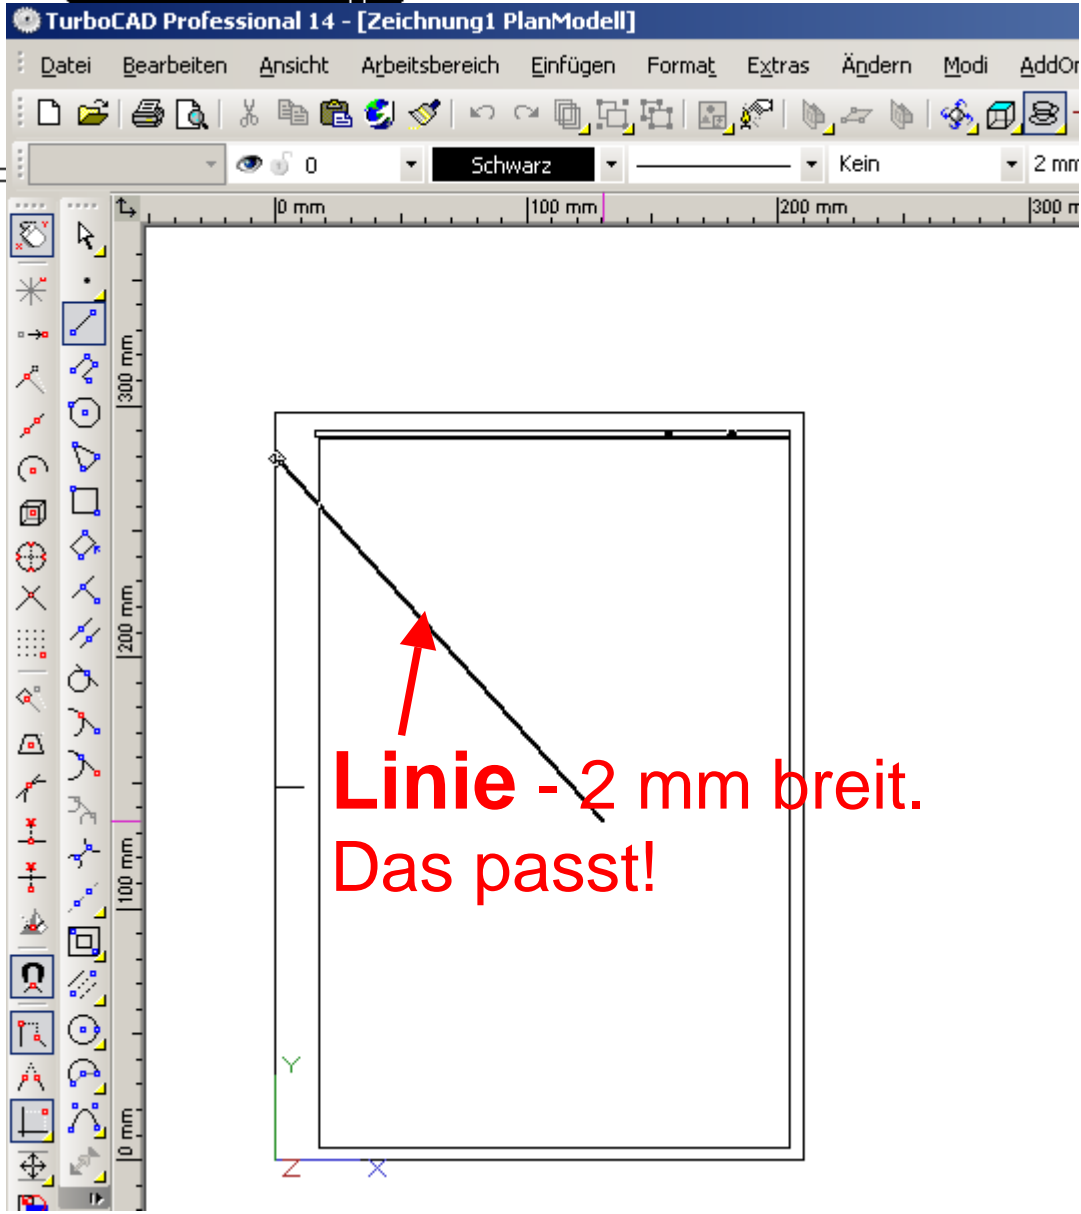 TurboCAD Professional 14 - [Zeichnung1 PlanModell]
Datei Bearbeiten Ansicht Arbeitsbereich Einfügen Format Extras Ändern Modi
0 Schwarz Kein 2 mm
0 mm 100 mm 200 mm 300
300 mm
200 mm
Linie - 2 mm breit.
Das passt!
100 mm
Y
0 mm
Z X